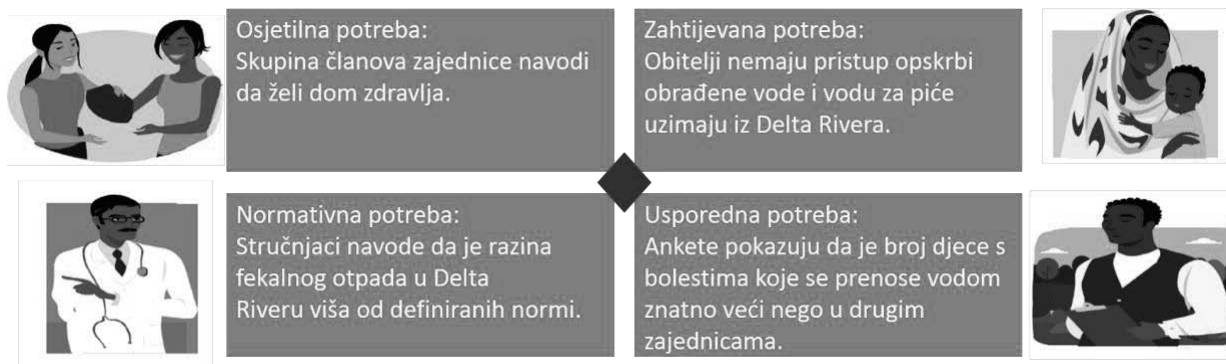 Osjetilna potreba:
Skupina članova zajednice navodi
da želi dom zdravlja.
Zahtijevana potreba:
Obitelji nemaju pristup opskrbi
obrađene vode i vodu za piće
uzimaju iz Delta Rivera.
Normativna potreba:
Stručnjaci navode da je razina
fekalnog otpada u Delta
Riveru viša od definiranih normi.
Usporedna potreba:
Ankete pokazuju da je broj djece s
bolestima koje se prenose vodom
znatno veći nego u drugim
zajednicama.